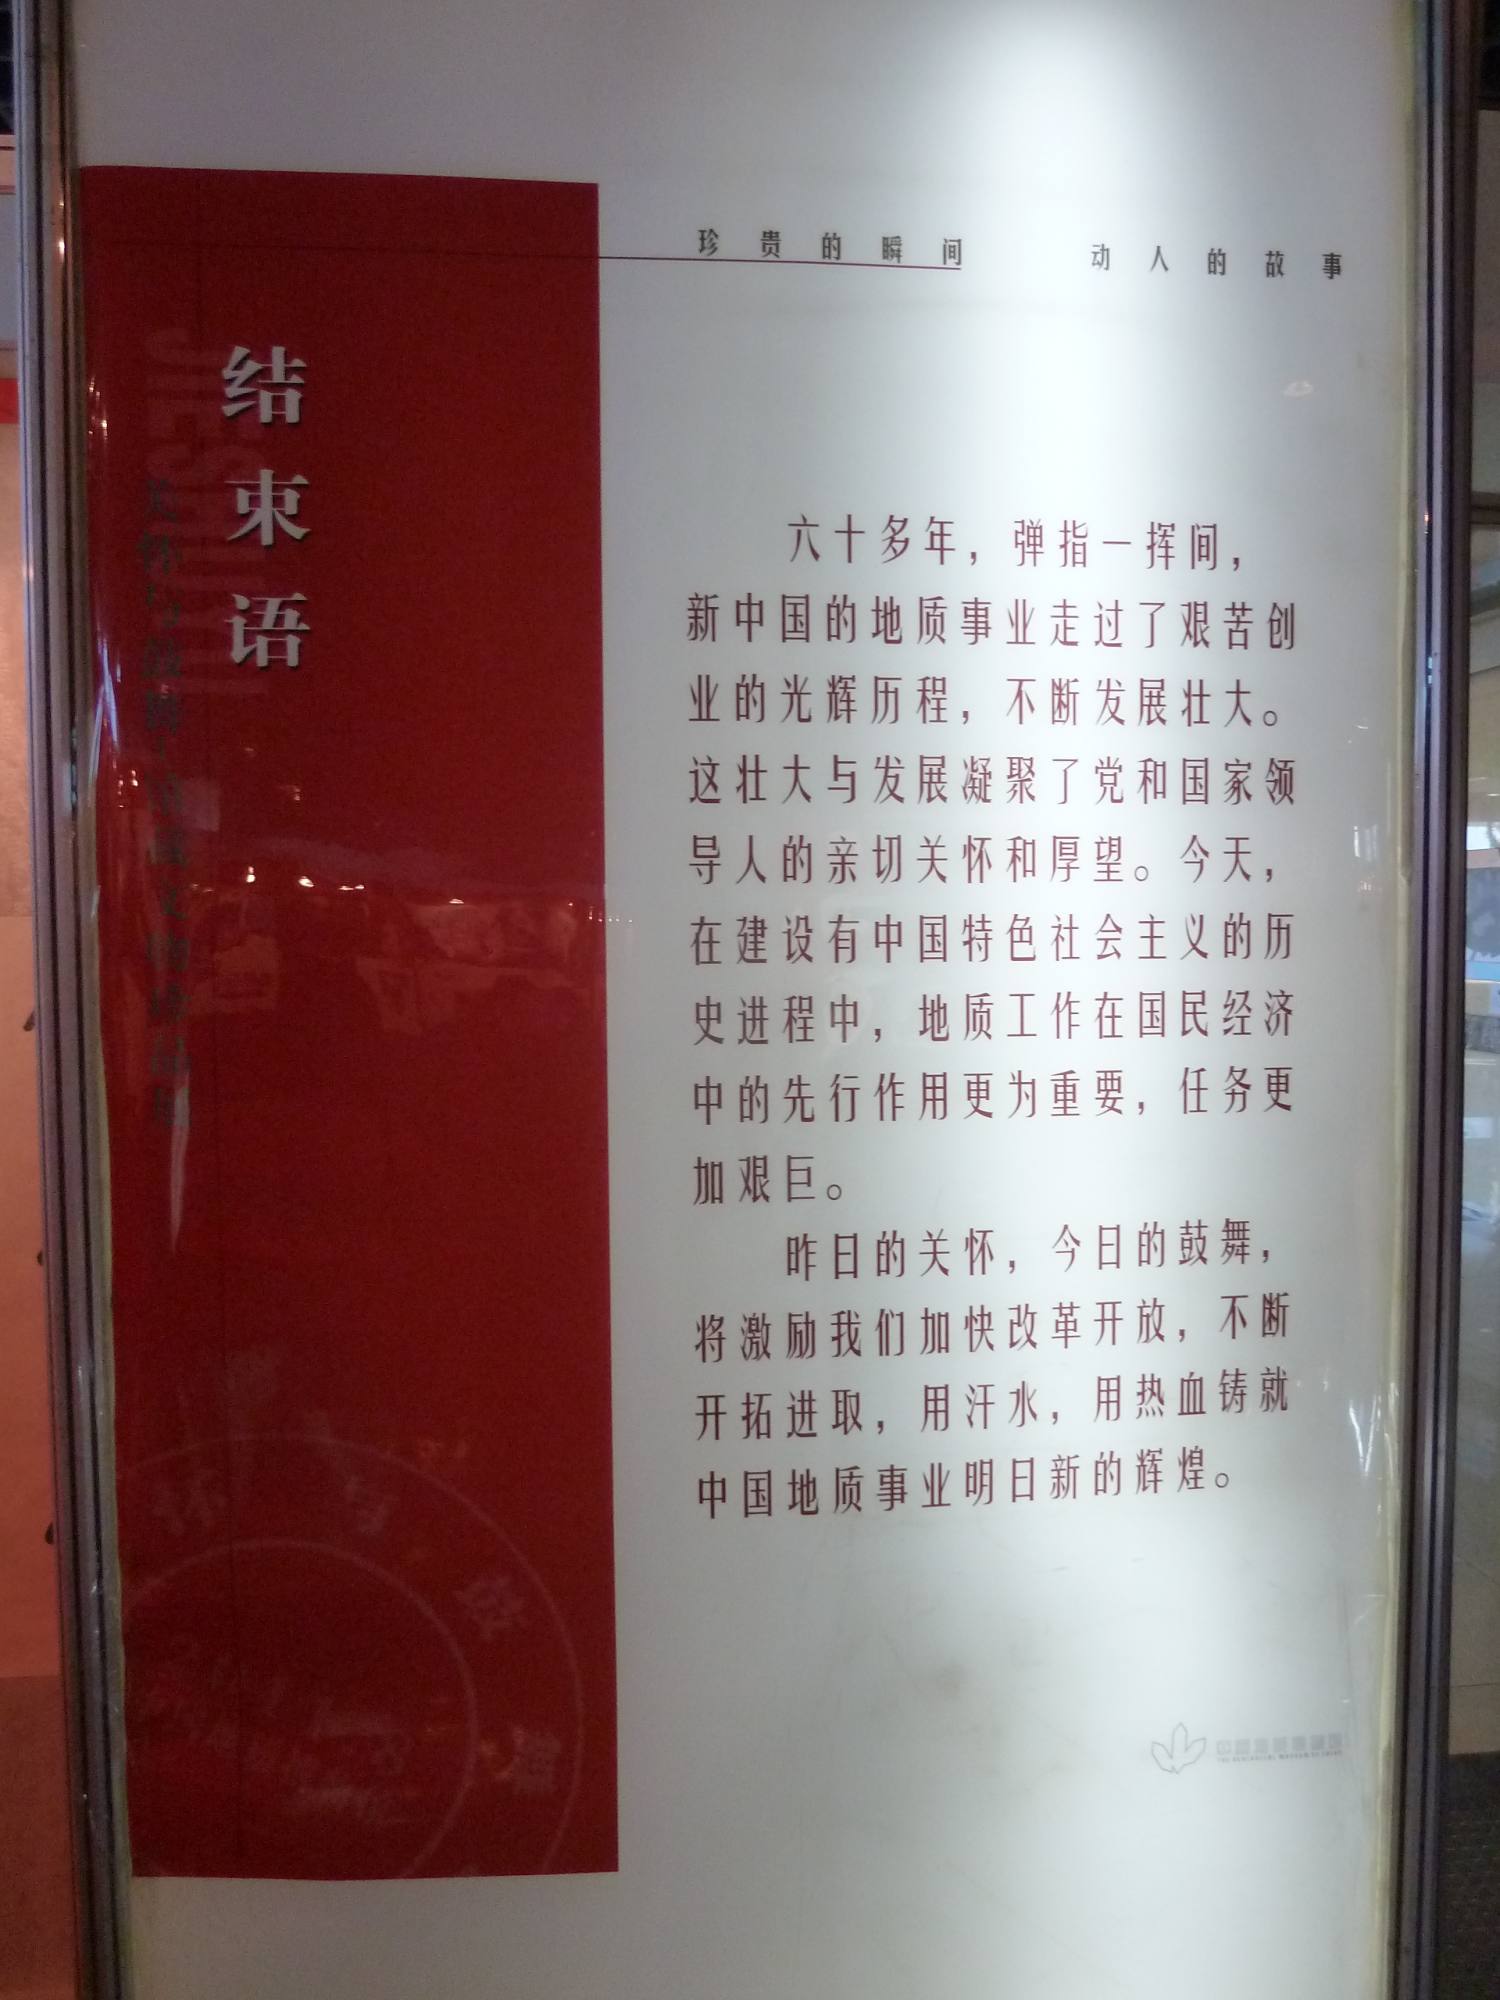 珍贵的瞬间 动人的故事
结束语
六十多年，弹指一挥间，
新中国的地质事业走过了艰苦创
业的光辉历程，不断发展壮大。
这壮大与发展凝聚了党和国家领
导人的亲切关怀和厚望。今天，
在建设有中国特色社会主义的历
史进程中，地质工作在国民经济
中的先行作用更为重要，任务更
加艰巨。
昨日的关怀，今日的鼓舞，
将激励我们加快改革开放，不断
开拓进取，用汗水，用热血铸就
中国地质事业明日新的辉煌。